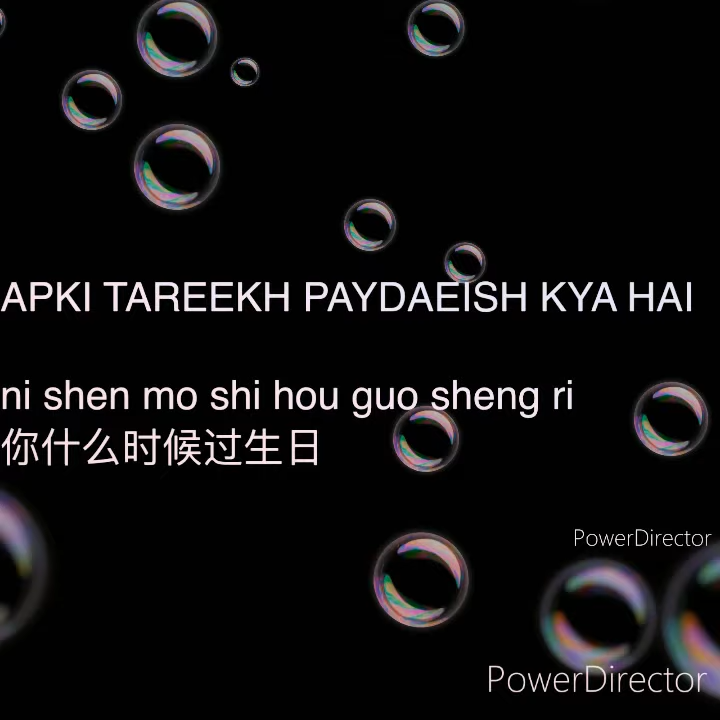 APKI TAREEKH PAYDAEISH KYA HAI
ni shen mo shi hou guo sheng ri
你什么时候过生日
PowerDirector
PowerDirector